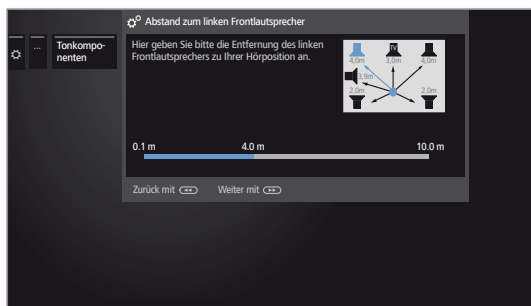 Abstand zum linken Frontlautsprecher
...
Tonkompo-
nenten
Hier geben Sie bitte die Entfernung des linken
Frontlautsprechers zu Ihrer Hörposition an.
TV
4,0m 3,0m 4,0m
3,9m
2,0m 2,0m
0.1 m 4.0 m 10.0 m
Zurück mit Weiter mit